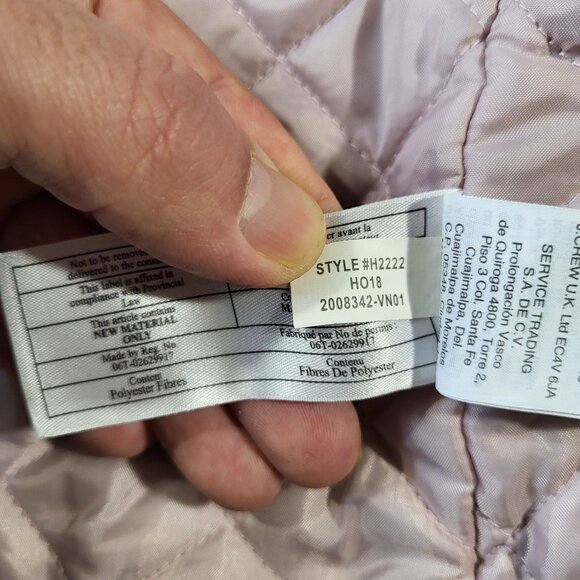 Not to be removed
delivered to the
This label is affixed in
compliance with Provincial
Law
This article contains
NEW MATERIAL
ONLY
Made by Reg. No
06T-02629917
Content
Polyester Fibres
avant la
Fabriqué par No de permis :
06T-02629917
Contenu
Fibres De Polyester
STYLE #H2222
HO18
2008342-VN01
J.CREW U.K. Ltd EC4V 6JA
SERVICE TRADING
S.A. DE C.V.
Prolongación Vasco
de Quiroga 4800, Torre 2,
Piso 3 Col. Santa Fe
Cuajimalpa, Del.
Cuajimalpa de Morelos
C.P. 05348